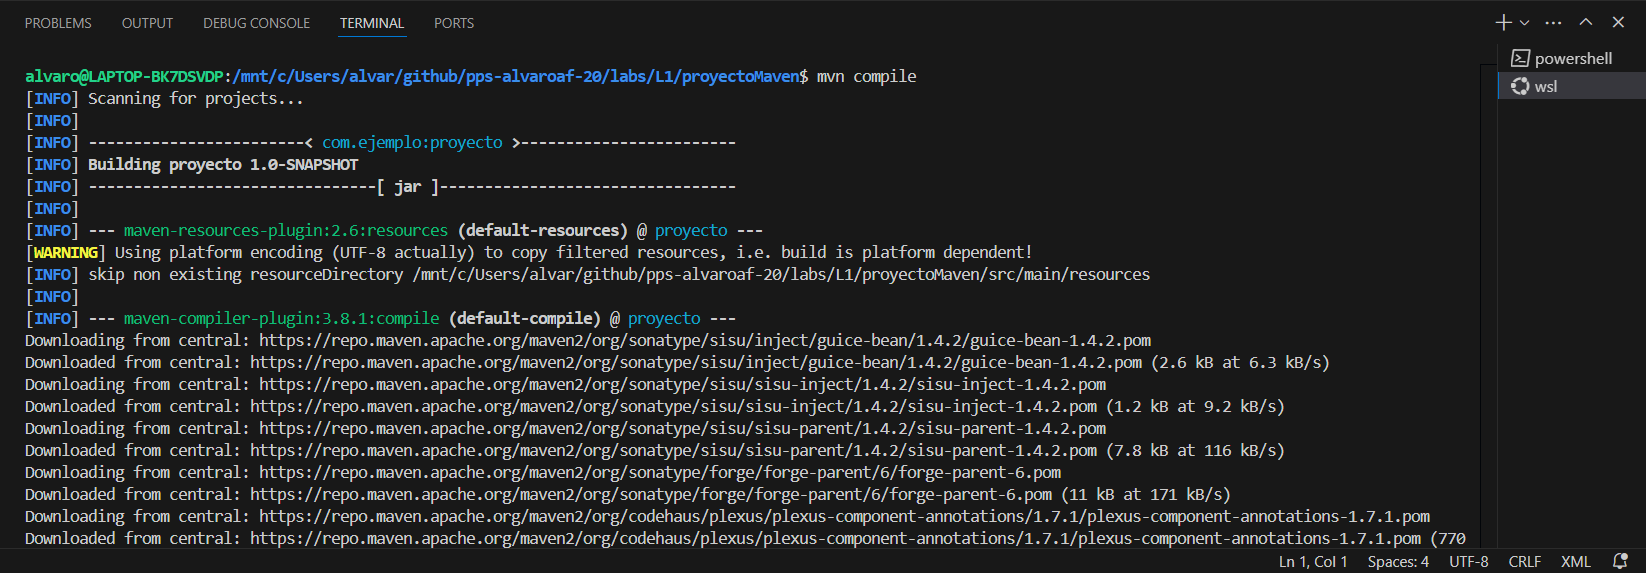 PROBLEMS OUTPUT DEBUG CONSOLE TERMINAL PORTS
powershell
wsl
alvaro@LAPTOP-BK7DSVDP:/mnt/c/Users/alvar/github/pps-alvaroaf-20/labs/L1/proyectoMaven$ mvn compile
[INFO] Scanning for projects...
[INFO]
[INFO] ------------------------< com.ejemplo:proyecto >------------------------
[INFO] Building proyecto 1.0-SNAPSHOT
[INFO] --------------------------------[ jar ]---------------------------------
[INFO]
[INFO] --- maven-resources-plugin:2.6:resources (default-resources) @ proyecto ---
[WARNING] Using platform encoding (UTF-8 actually) to copy filtered resources, i.e. build is platform dependent!
[INFO] skip non existing resourceDirectory /mnt/c/Users/alvar/github/pps-alvaroaf-20/labs/L1/proyectoMaven/src/main/resources
[INFO]
[INFO] --- maven-compiler-plugin:3.8.1:compile (default-compile) @ proyecto ---
Downloading from central: https://repo.maven.apache.org/maven2/org/sonatype/sisu/inject/guice-bean/1.4.2/guice-bean-1.4.2.pom
Downloaded from central: https://repo.maven.apache.org/maven2/org/sonatype/sisu/inject/guice-bean/1.4.2/guice-bean-1.4.2.pom (2.6 kB at 6.3 kB/s)
Downloading from central: https://repo.maven.apache.org/maven2/org/sonatype/sisu/sisu-inject/1.4.2/sisu-inject-1.4.2.pom
Downloaded from central: https://repo.maven.apache.org/maven2/org/sonatype/sisu/sisu-inject/1.4.2/sisu-inject-1.4.2.pom (1.2 kB at 9.2 kB/s)
Downloading from central: https://repo.maven.apache.org/maven2/org/sonatype/sisu/sisu-parent/1.4.2/sisu-parent-1.4.2.pom
Downloaded from central: https://repo.maven.apache.org/maven2/org/sonatype/sisu/sisu-parent/1.4.2/sisu-parent-1.4.2.pom (7.8 kB at 116 kB/s)
Downloading from central: https://repo.maven.apache.org/maven2/org/sonatype/forge/forge-parent/6/forge-parent-6.pom
Downloaded from central: https://repo.maven.apache.org/maven2/org/sonatype/forge/forge-parent/6/forge-parent-6.pom (11 kB at 171 kB/s)
Downloading from central: https://repo.maven.apache.org/maven2/org/codehaus/plexus/plexus-component-annotations/1.7.1/plexus-component-annotations-1.7.1.pom
Downloaded from central: https://repo.maven.apache.org/maven2/org/codehaus/plexus/plexus-component-annotations/1.7.1/plexus-component-annotations-1.7.1.pom (770
Ln 1, Col 1 Spaces: 4 UTF-8 CRLF XML